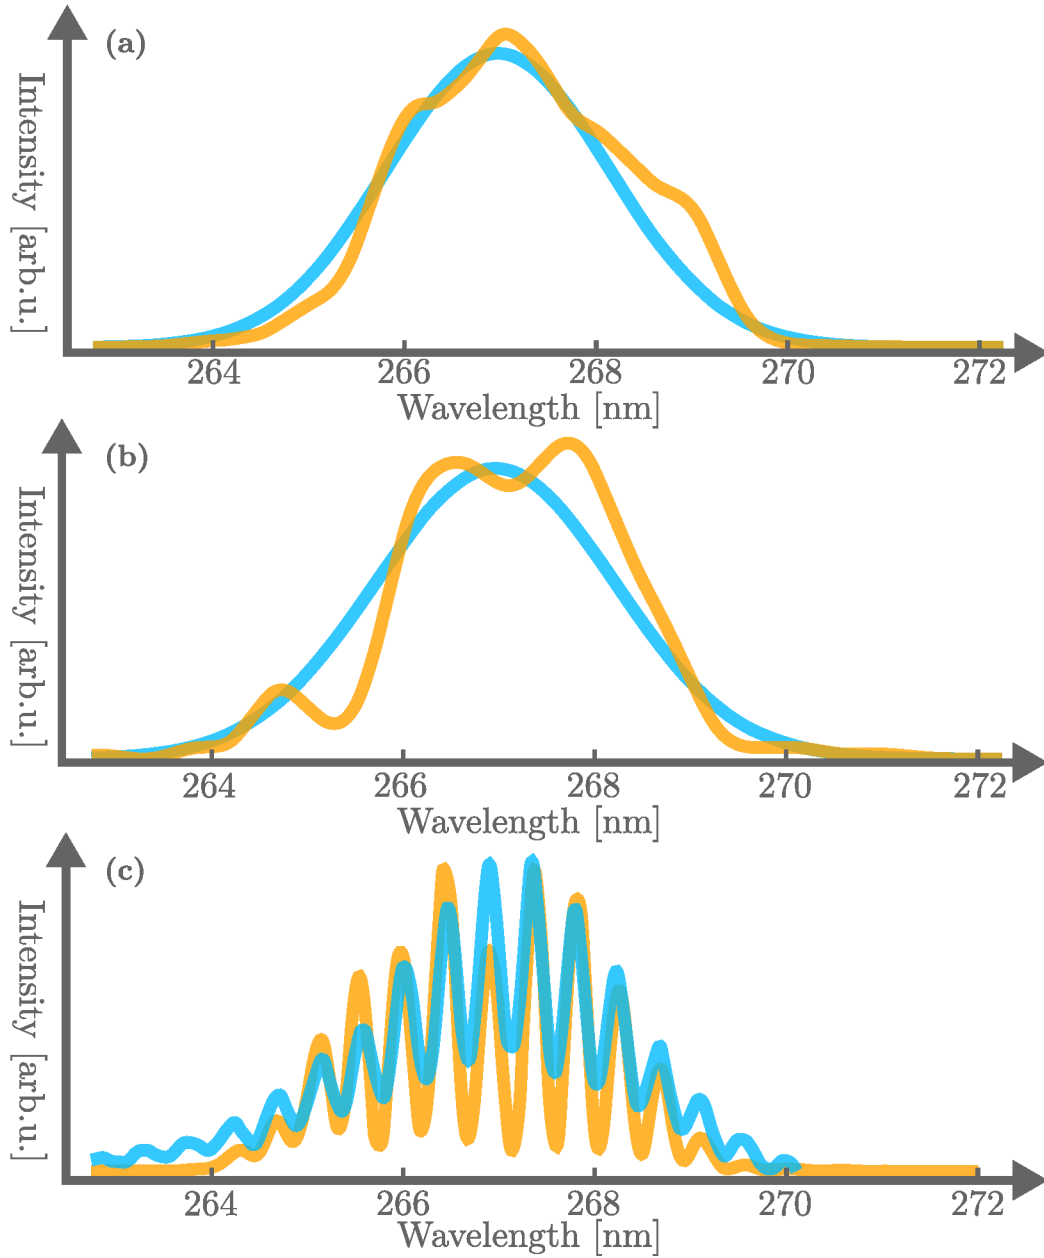 (a)
Intensity [arb.u.]
264 266 268 270 272
Wavelength [nm]
(b)
Intensity [arb.u.]
264 266 268 270 272
Wavelength [nm]
(c)
Intensity [arb.u.]
264 266 268 270 272
Wavelength [nm]